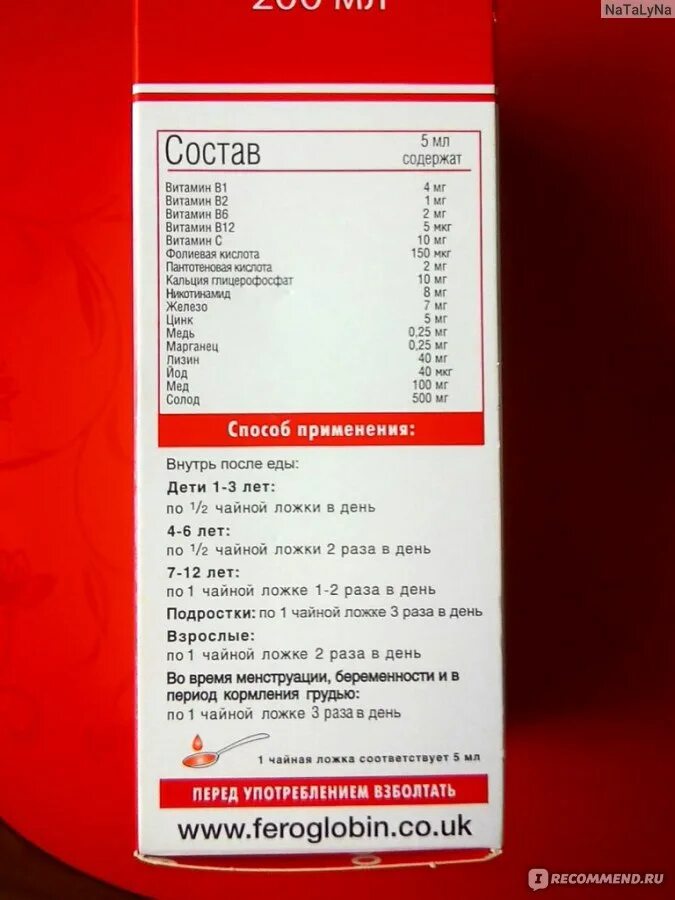 NaTaLyNa
200 мл
Состав
5 мл
содержат
Витамин B1 4 мг
Витамин B2 1 мг
Витамин B6 2 мг
Витамин B12 5 мкг
Витамин C 10 мг
Фолиевая кислота 150 мкг
Пантотеновая кислота 2 мг
Кальция глицерофосфат 10 мг
Никотинамид 8 мг
Железо 7 мг
Цинк 5 мг
Медь 0,25 мг
Марганец 0,25 мг
Лизин 40 мг
Йод 40 мкг
Мед 100 мг
Солод 500 мг
Способ применения:
Внутрь после еды:
Дети 1-3 лет:
по 1/2 чайной ложки в день
4-6 лет:
по 1/2 чайной ложки 2 раза в день
7-12 лет:
по 1 чайной ложке 1-2 раза в день
Подростки: по 1 чайной ложке 3 раза в день
Взрослые:
по 1 чайной ложке 2 раза в день
Во время менструации, беременности и в
период кормления грудью:
по 1 чайной ложке 3 раза в день
1 чайная ложка соответствует 5 мл
ПЕРЕД УПОТРЕБЛЕНИЕМ ВЗБОЛТАТЬ
www.feroglobin.co.uk
IRECOMMEND.RU